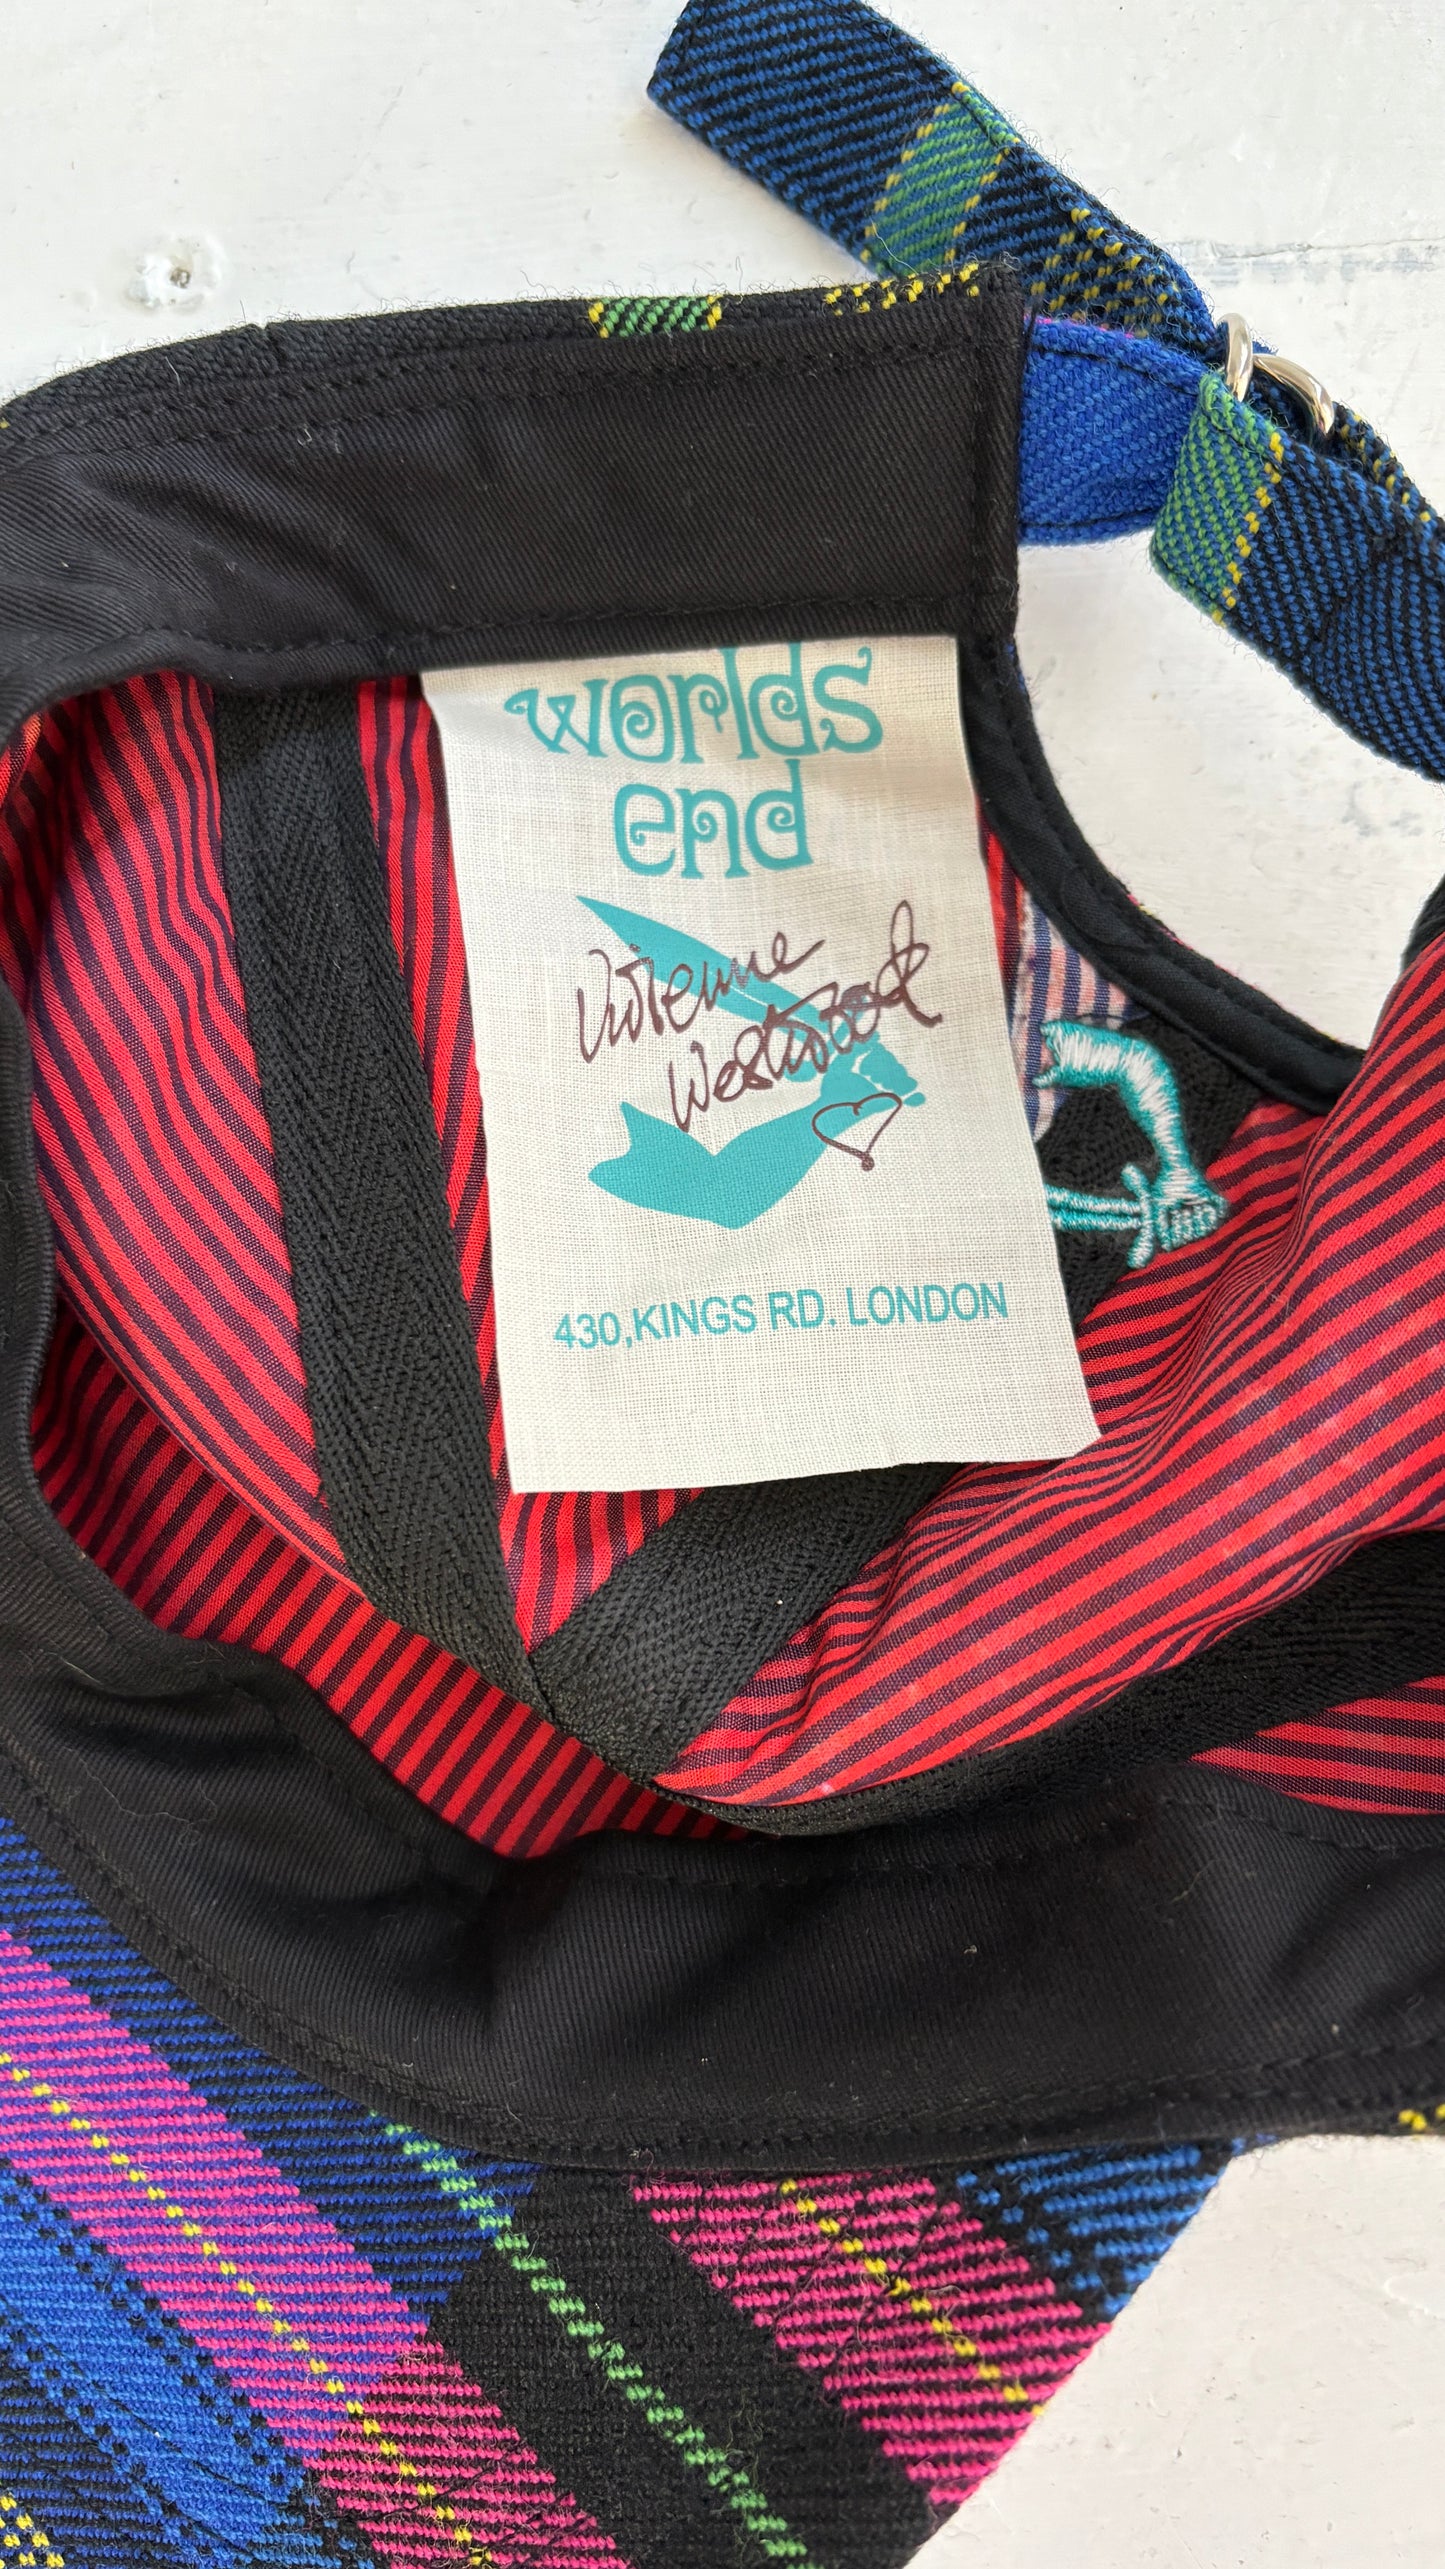 worlds
end
Vivienne
Westwood
430,KINGS RD. LONDON